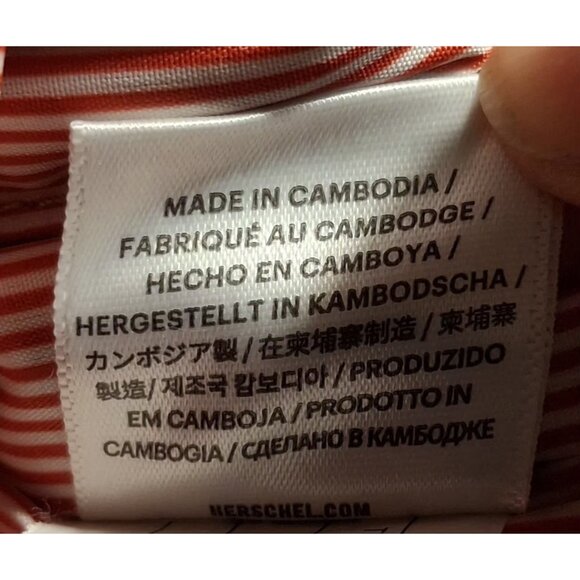 MADE IN CAMBODIA /
FABRIQUÉ AU CAMBODGE /
HECHO EN CAMBOYA /
HERGESTELLT IN KAMBODSCHA /
カンボジア製 / 在柬埔寨制造 / 柬埔寨
製造 / 제조국 캄보디아 / PRODUZIDO
EM CAMBOJA / PRODOTTO IN
CAMBOGIA / СДЕЛАНО В КАМБОДЖЕ
HERSCHEL.COM